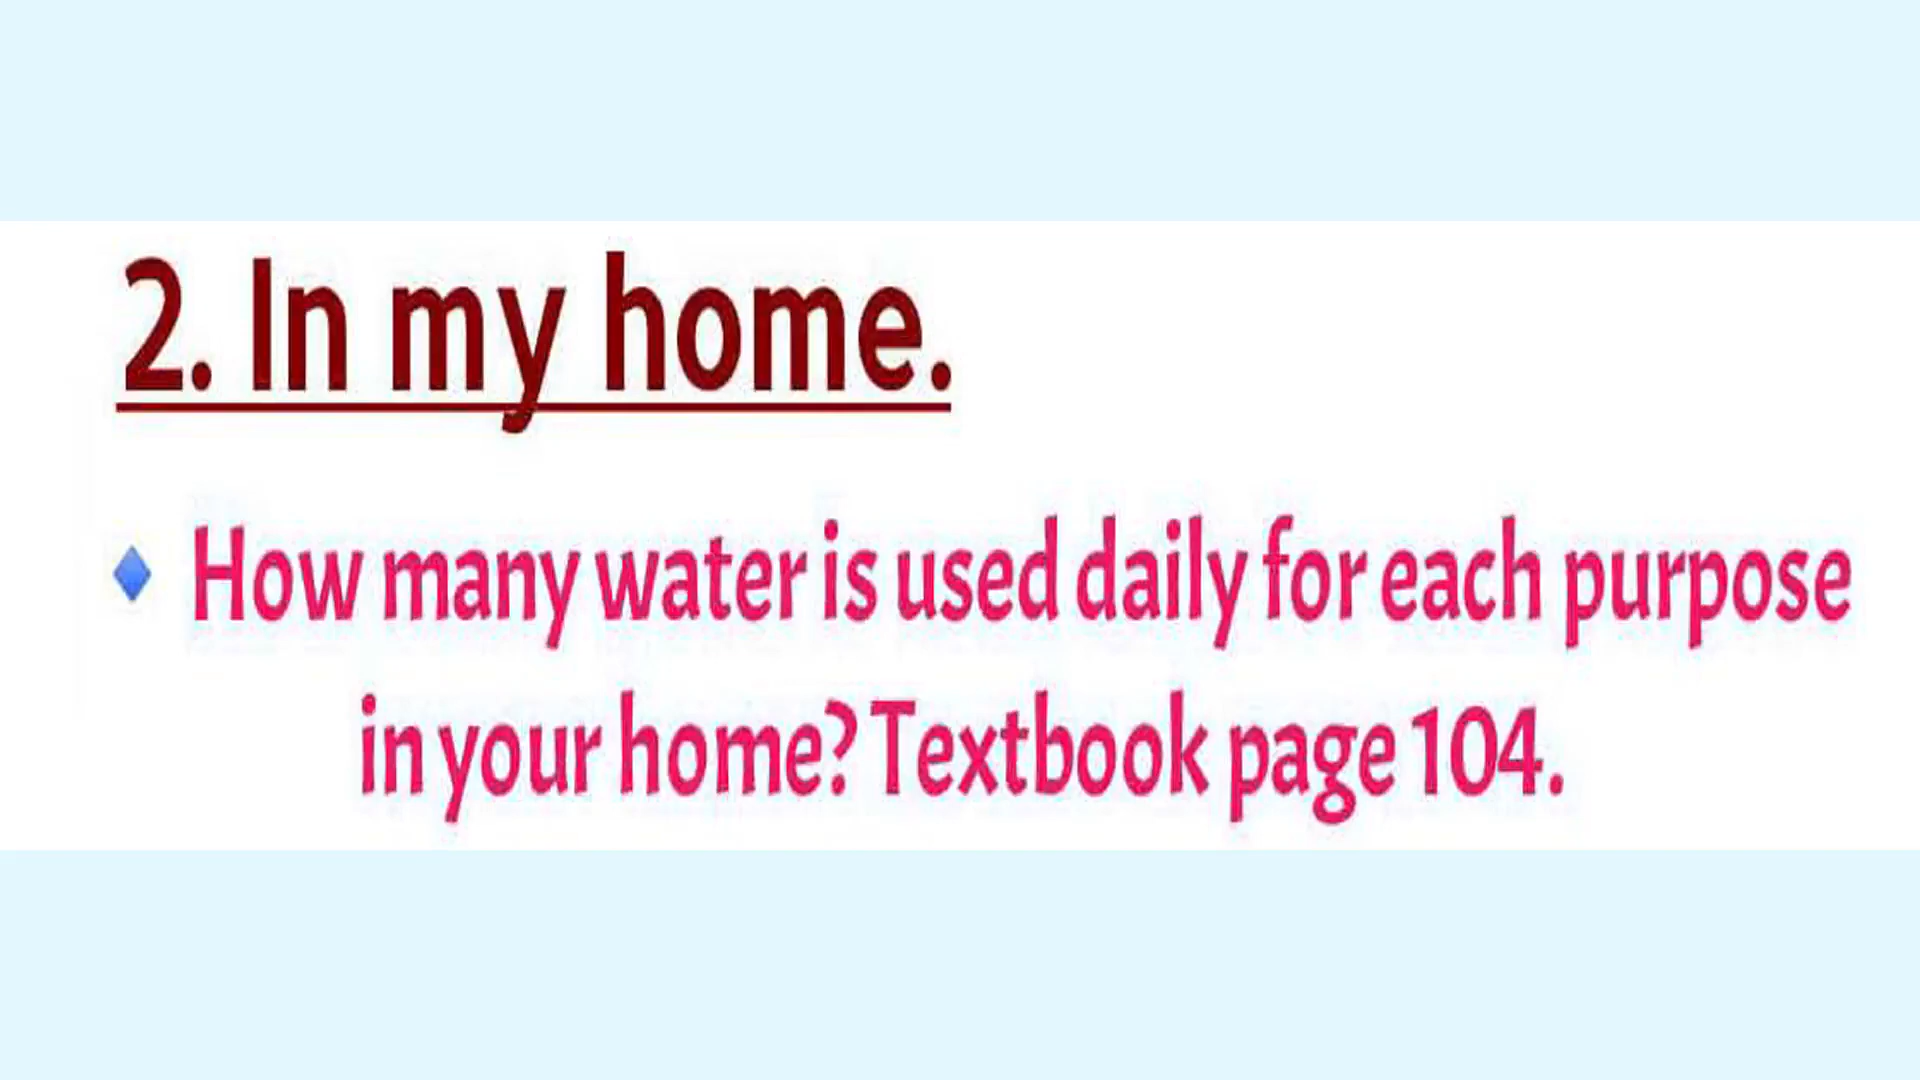 2. In my home.
How many water is used daily for each purpose
in your home? Textbook page 104.